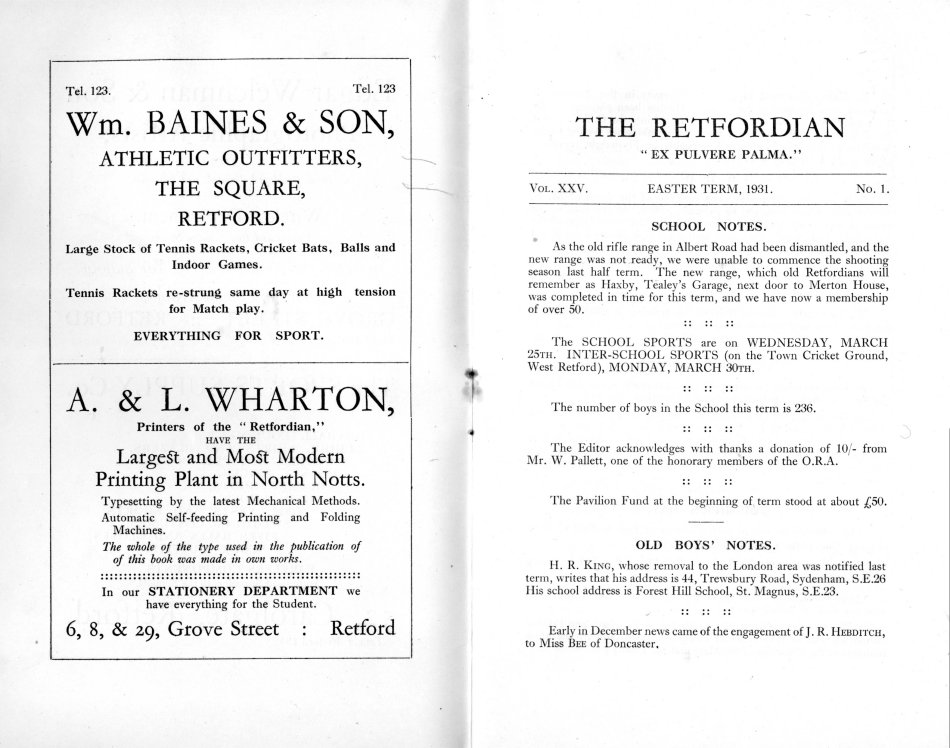 Tel. 123. Tel. 123
Wm. BAINES & SON,
ATHLETIC OUTFITTERS,
THE SQUARE,
RETFORD.
Large Stock of Tennis Rackets, Cricket Bats, Balls and
Indoor Games.
Tennis Rackets re-strung same day at high tension
for Match play.
EVERYTHING FOR SPORT.
A. & L. WHARTON,
Printers of the "Retfordian,"
HAVE THE
Largest and Most Modern
Printing Plant in North Notts.
Typesetting by the latest Mechanical Methods.
Automatic Self-feeding Printing and Folding
Machines.
The whole of the type used in the publication of
of this book was made in own works.
In our STATIONERY DEPARTMENT we
have everything for the Student.
6, 8, & 29, Grove Street : Retford
THE RETFORDIAN
"EX PULVERE PALMA."
VOL. XXV. EASTER TERM, 1931. No. 1.
SCHOOL NOTES.
As the old rifle range in Albert Road had been dismantled, and the
new range was not ready, we were unable to commence the shooting
season last half term. The new range, which old Retfordians will
remember as Haxby, Tealey's Garage, next door to Merton House,
was completed in time for this term, and we have now a membership
of over 50.
:: :: ::
The SCHOOL SPORTS are on WEDNESDAY, MARCH
25TH. INTER-SCHOOL SPORTS (on the Town Cricket Ground,
West Retford), MONDAY, MARCH 30TH.
:: :: ::
The number of boys in the School this term is 236.
:: :: ::
The Editor acknowledges with thanks a donation of 10/- from
Mr. W. Pallett, one of the honorary members of the O.R.A.
:: :: ::
The Pavilion Fund at the beginning of term stood at about £50.
OLD BOYS' NOTES.
H. R. KING, whose removal to the London area was notified last
term, writes that his address is 44, Trewsbury Road, Sydenham, S.E.26
His school address is Forest Hill School, St. Magnus, S.E.23.
:: :: ::
Early in December news came of the engagement of J. R. HEBDITCH,
to Miss BEE of Doncaster.